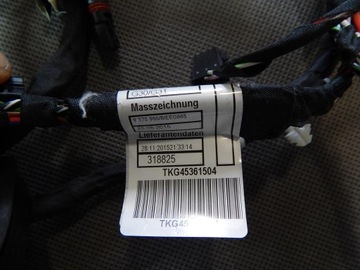 G30/G31
Masszeichnung
Lieferantendaten
28.11.2015 21:33:14
318825
TKG45361504
TKG45